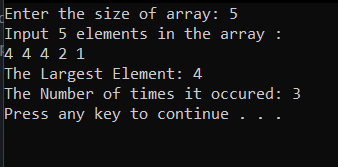 Enter the size of array: 5
Input 5 elements in the array :
4 4 4 2 1
The Largest Element: 4
The Number of times it occured: 3
Press any key to continue . . .